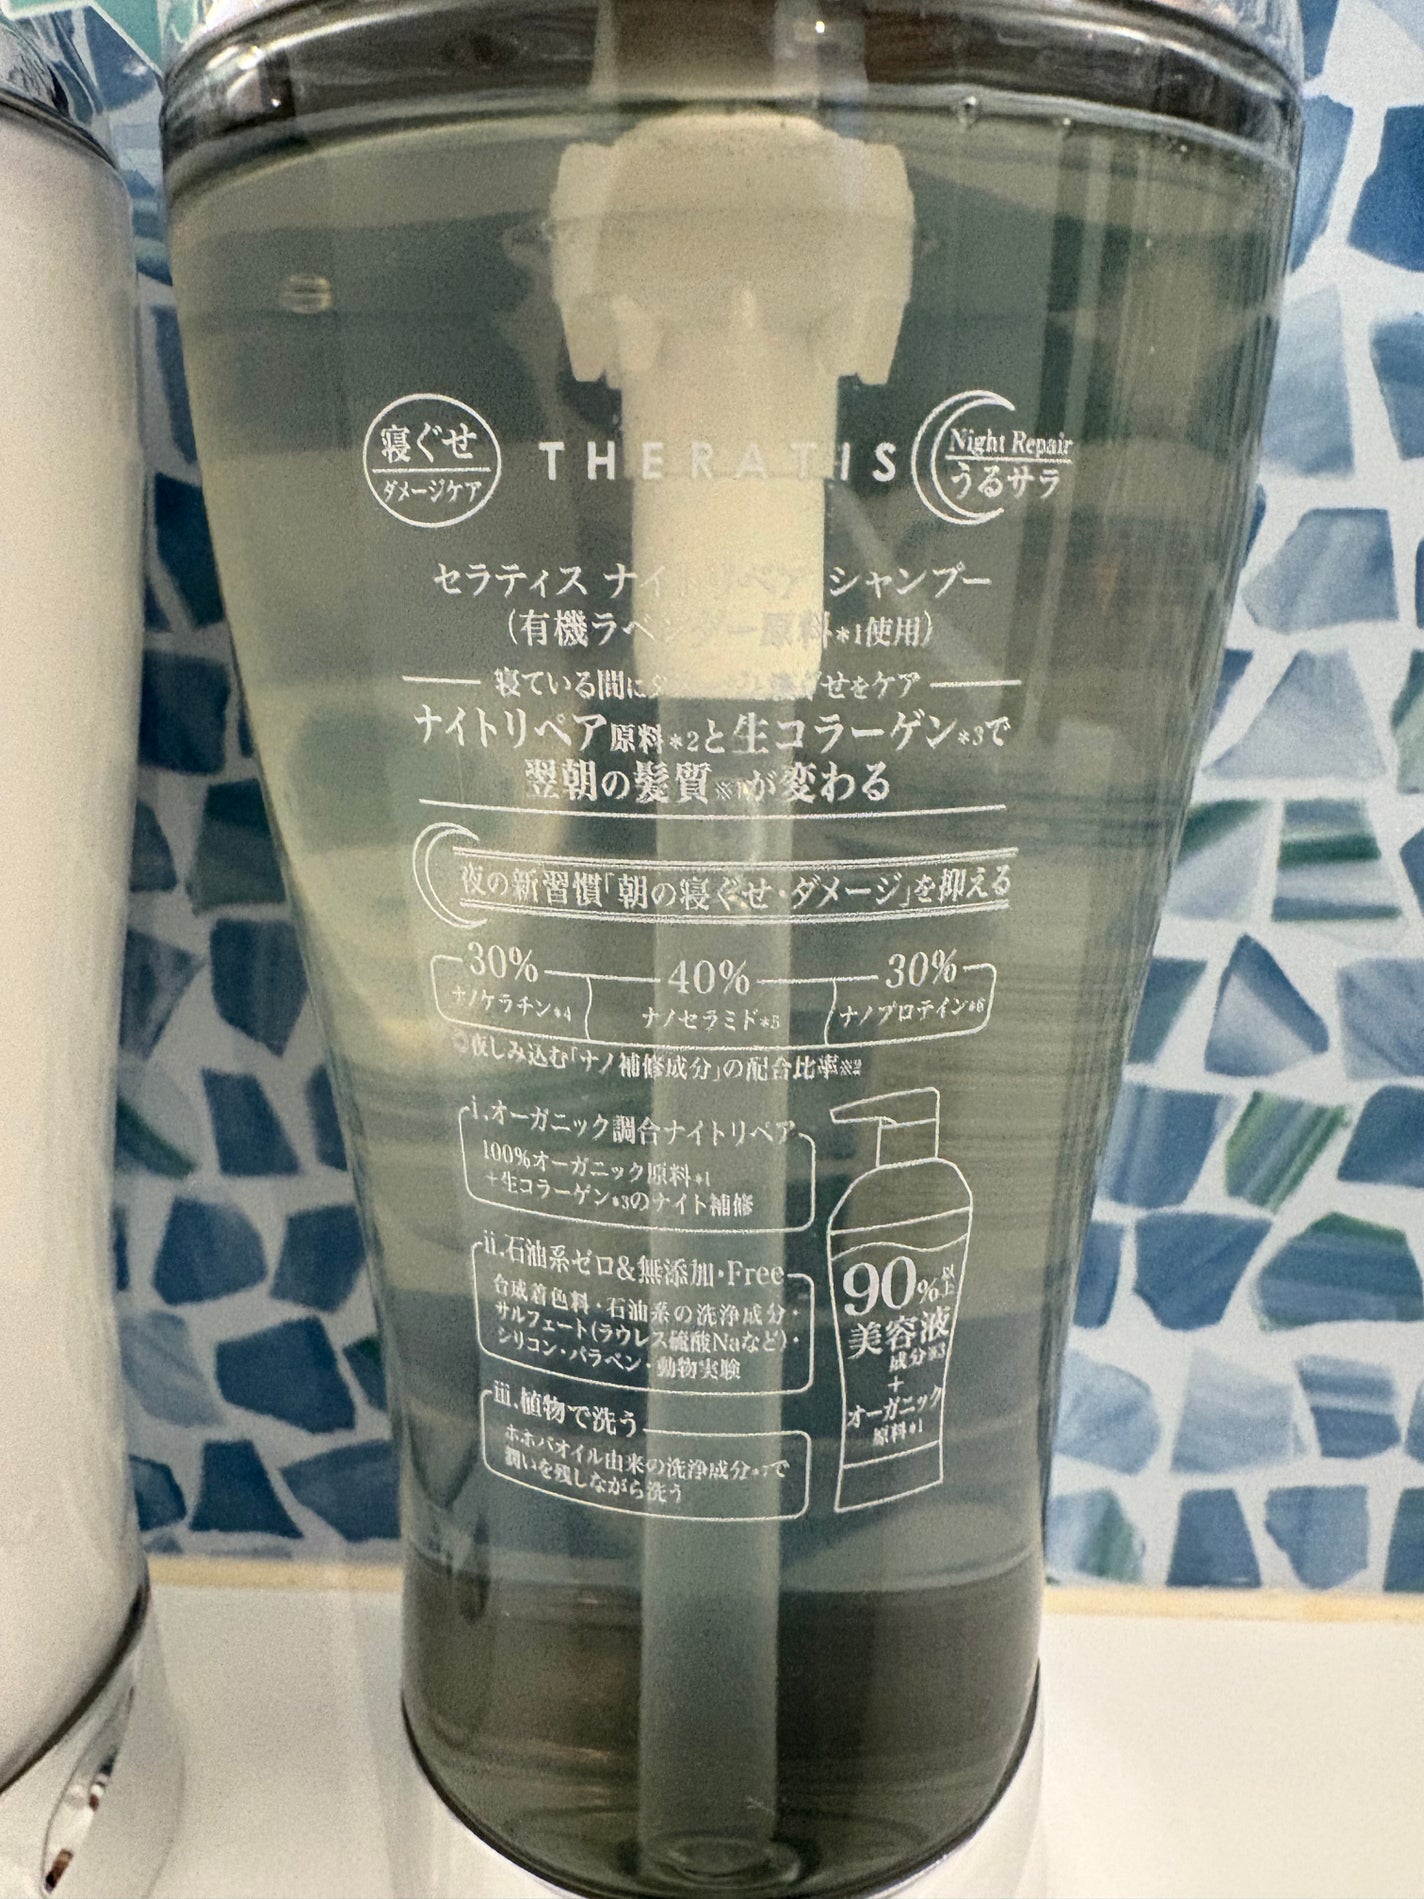 寝ぐせ
ダメージケア
THERATIS
Night Repair
うるサラ
セラティス ナイトリペア シャンプー
(有機ラベンダー原料*1使用)
寝ている間にダメージと寝ぐせをケア
ナイトリペア原料*2と生コラーゲン*3で
翌朝の髪質※1が変わる
夜の新習慣「朝の寝ぐせ・ダメージ」を抑える
30%
ナノケラチン*4
40%
ナノセラミド*5
30%
ナノプロテイン*6
◎夜しみ込む「ナノ補修成分」の配合比率※2
i.オーガニック調合ナイトリペア
100%オーガニック原料*1
+生コラーゲン*3のナイト補修
ii.石油系ゼロ&無添加・Free
合成着色料・石油系の洗浄成分・
サルフェート(ラウレス硫酸Naなど)・
シリコン・パラベン・動物実験
iii.植物で洗う
ホホバオイル由来の洗浄成分*7で
潤いを残しながら洗う
90%以上
美容液
成分※3
+
オーガニック
原料*1